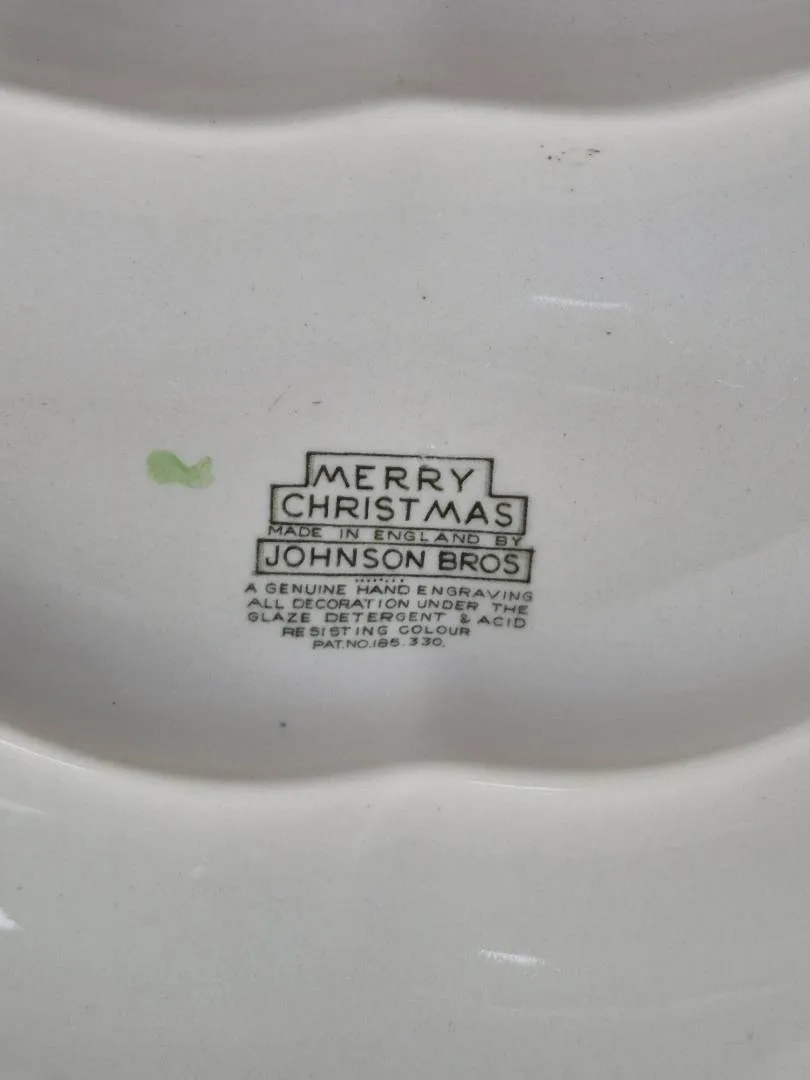 MERRY
CHRISTMAS
MADE IN ENGLAND BY
JOHNSON BROS
A GENUINE HAND ENGRAVING
ALL DECORATION UNDER THE
GLAZE DETERGENT & ACID
RESISTING COLOUR
PAT.NO.185.330.